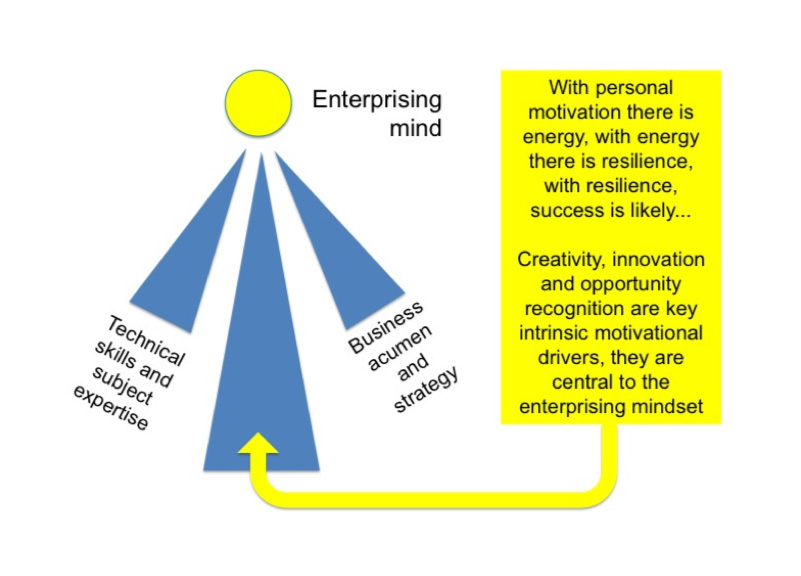 Enterprising
mind
Technical
skills and
subject
expertise
Business
acumen
and
strategy
With personal
motivation there is
energy, with energy
there is resilience,
with resilience,
success is likely...
Creativity, innovation
and opportunity
recognition are key
intrinsic motivational
drivers, they are
central to the
enterprising mindset